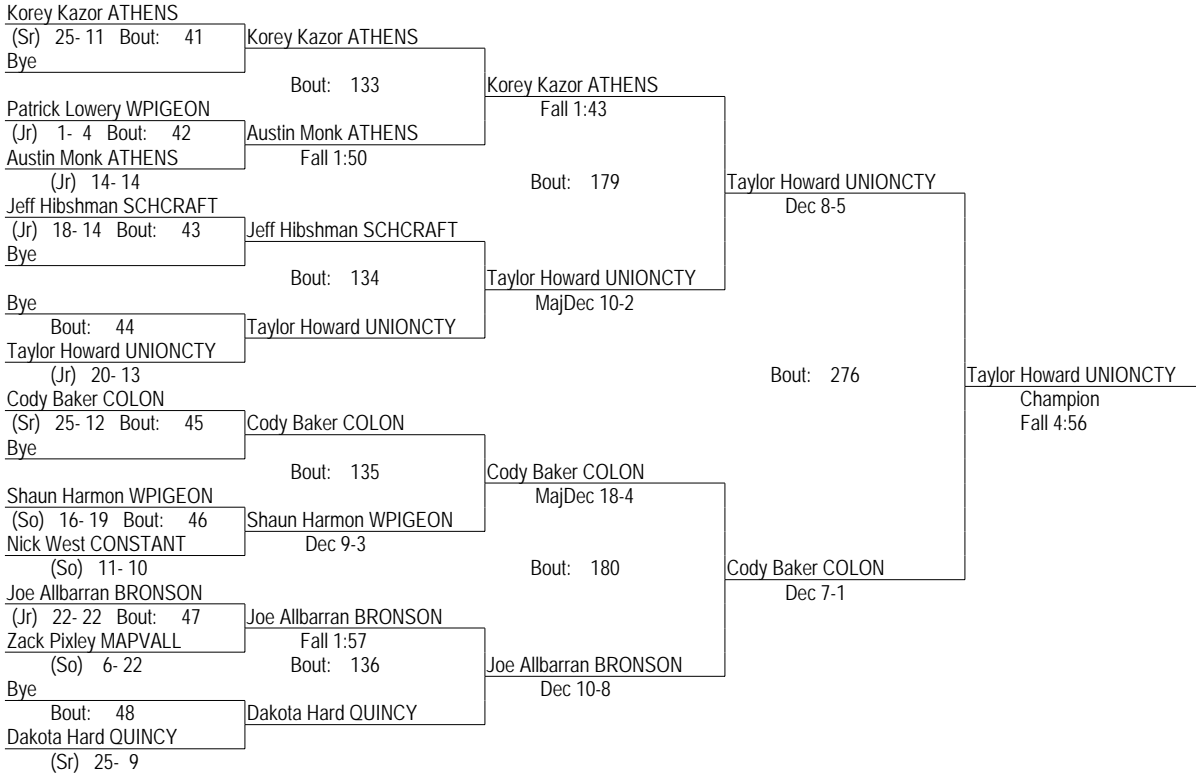 Korey Kazor ATHENS
(Sr) 25- 11 Bout: 41
Korey Kazor ATHENS
Bye
Bout: 133
Korey Kazor ATHENS
Fall 1:43
Patrick Lowery WPIGEON
(Jr) 1- 4 Bout: 42
Austin Monk ATHENS
Austin Monk ATHENS
Fall 1:50
(Jr) 14- 14
Bout: 179
Taylor Howard UNIONCTY
Dec 8-5
Jeff Hibshman SCHCRAFT
(Jr) 18- 14 Bout: 43
Jeff Hibshman SCHCRAFT
Bye
Bout: 134
Taylor Howard UNIONCTY
MajDec 10-2
Bye
Bout: 44
Taylor Howard UNIONCTY
Taylor Howard UNIONCTY
(Jr) 20- 13
Bout: 276
Taylor Howard UNIONCTY
Champion
Fall 4:56
Cody Baker COLON
(Sr) 25- 12 Bout: 45
Cody Baker COLON
Bye
Bout: 135
Cody Baker COLON
MajDec 18-4
Shaun Harmon WPIGEON
(So) 16- 19 Bout: 46
Shaun Harmon WPIGEON
Nick West CONSTANT
Dec 9-3
(So) 11- 10
Bout: 180
Cody Baker COLON
Dec 7-1
Joe Allbarran BRONSON
(Jr) 22- 22 Bout: 47
Joe Allbarran BRONSON
Zack Pixley MAPVALL
Fall 1:57
(So) 6- 22
Bout: 136
Joe Allbarran BRONSON
Dec 10-8
Bye
Bout: 48
Dakota Hard QUINCY
Dakota Hard QUINCY
(Sr) 25- 9